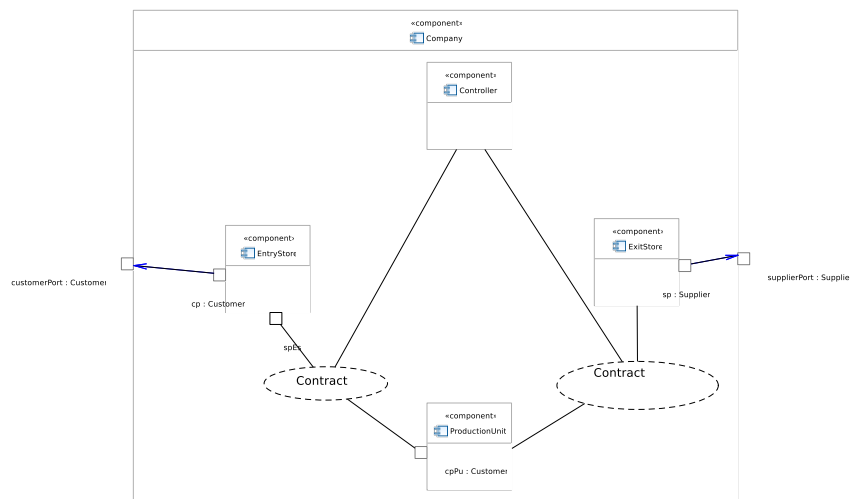 «component»
Company
«component»
Controller
«component»
EntryStore
«component»
ExitStore
customerPort : Customer
cp : Customer
sp : Supplier
supplierPort : Supplie
spEs
Contract
Contract
«component»
ProductionUnit
cpPu : Customer